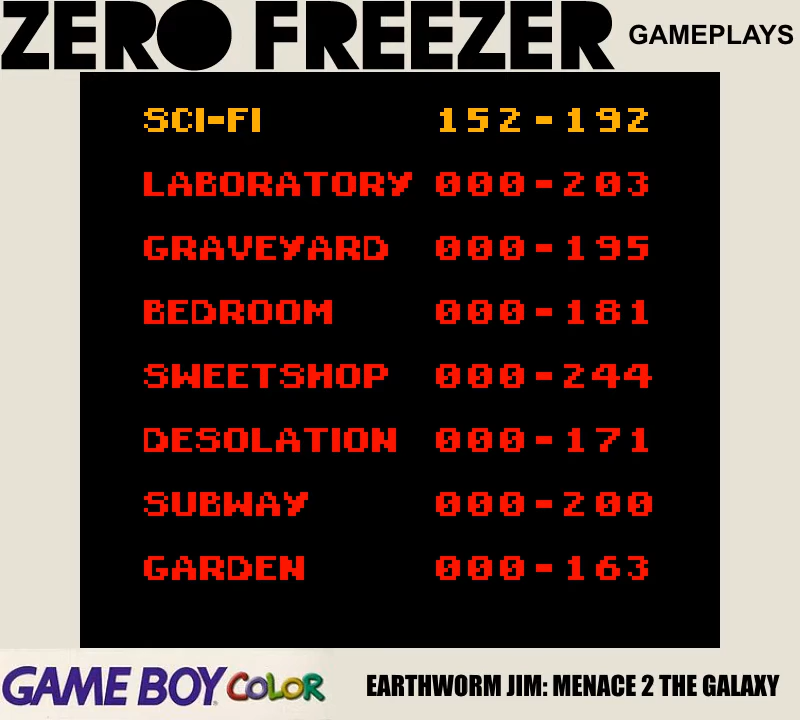 ZERO FREEZER GAMEPLAYS
SCI-FI 152-192
LABORATORY 000-203
GRAVEYARD 000-195
BEDROOM 000-181
SWEETSHOP 000-244
DESOLATION 000-171
SUBWAY 000-200
GARDEN 000-163
GAME BOY COLOR EARTHWORM JIM: MENACE 2 THE GALAXY